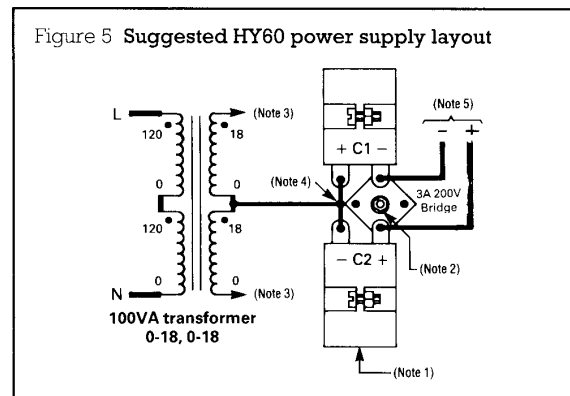 Figure 5 Suggested HY60 power supply layout
L
120
18
(Note 3)
0
0
120
18
N
0
0
(Note 3)
100VA transformer
0-18, 0-18
(Note 4)
+ C1 -
(Note 5)
- +
3A 200V
Bridge
- C2 +
(Note 2)
(Note 1)